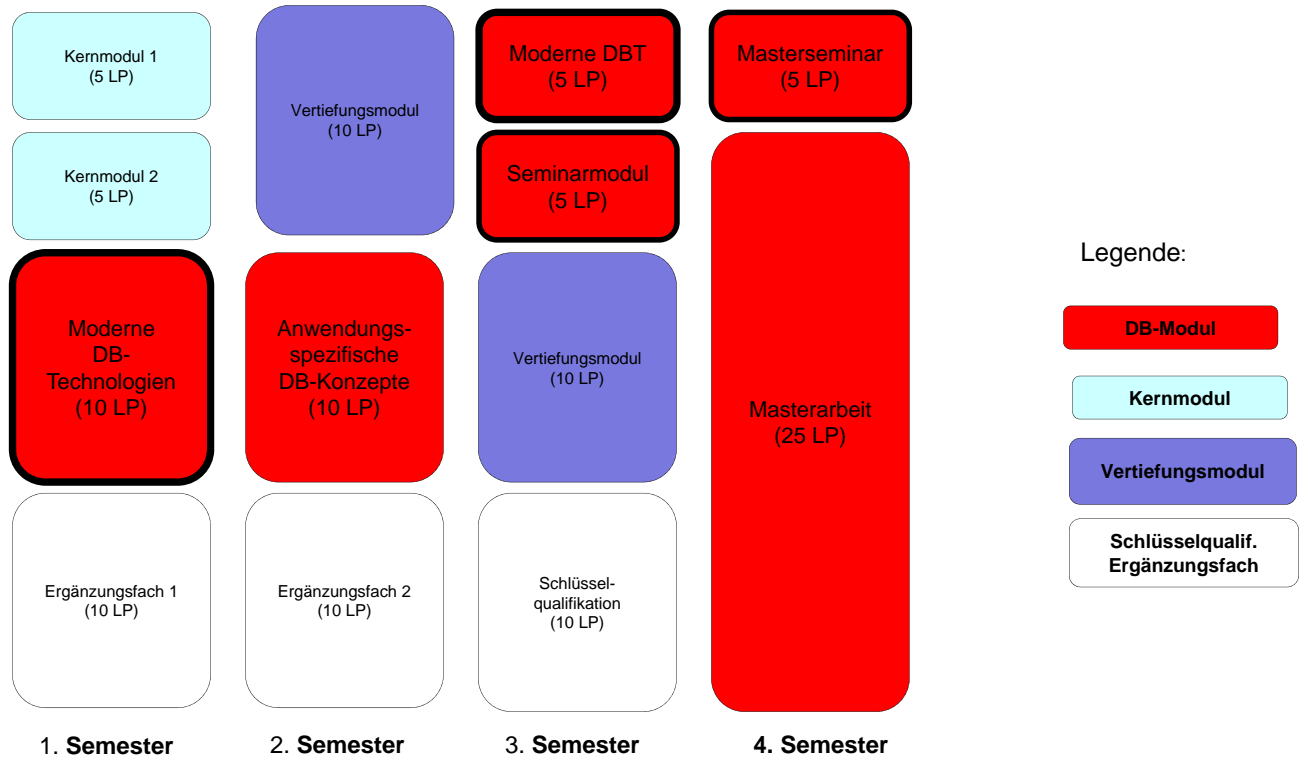 Kernmodul 1
(5 LP)
Kernmodul 2
(5 LP)
Moderne
DB-
Technologien
(10 LP)
Ergänzungsfach 1
(10 LP)
1. Semester
Vertiefungsmodul
(10 LP)
Anwendungs-
spezifische
DB-Konzepte
(10 LP)
Ergänzungsfach 2
(10 LP)
2. Semester
Moderne DBT
(5 LP)
Seminarmodul
(5 LP)
Vertiefungsmodul
(10 LP)
Schlüssel-
qualifikation
(10 LP)
3. Semester
Masterseminar
(5 LP)
Masterarbeit
(25 LP)
4. Semester
Legende:
DB-Modul
Kernmodul
Vertiefungsmodul
Schlüsselqualif.
Ergänzungsfach